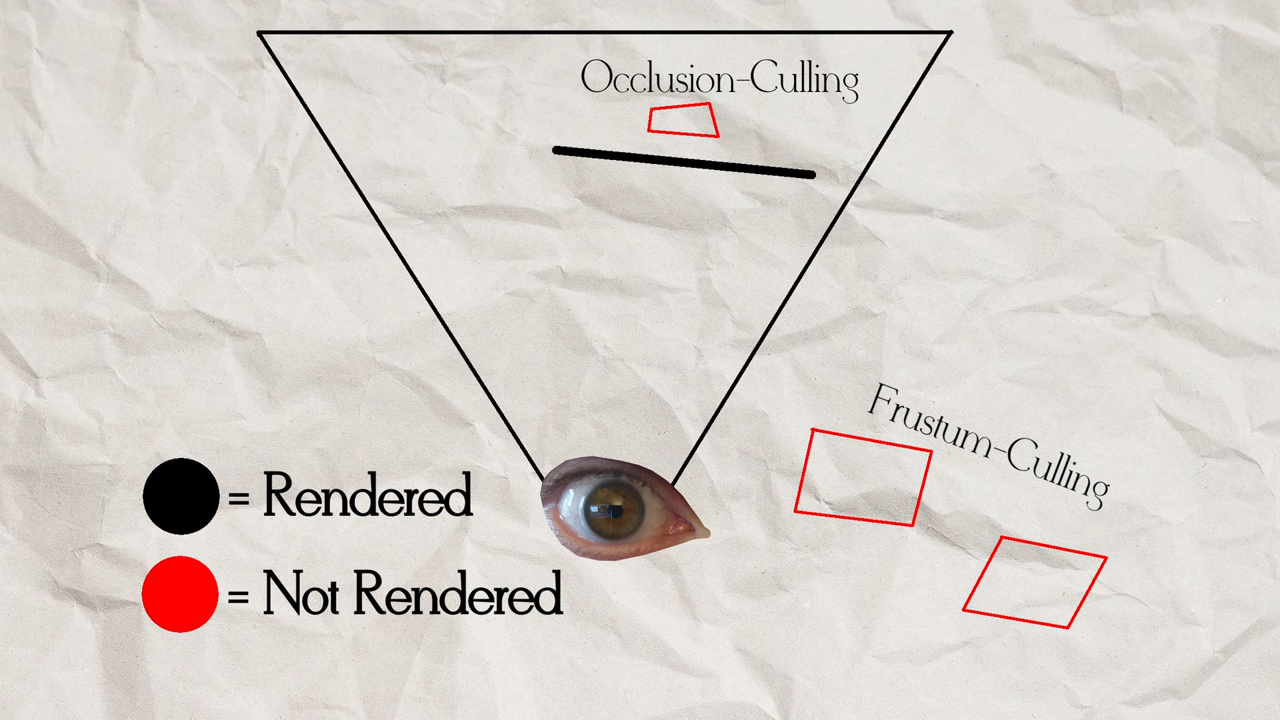 Occlusion-Culling
Frustum-Culling
= Rendered
= Not Rendered